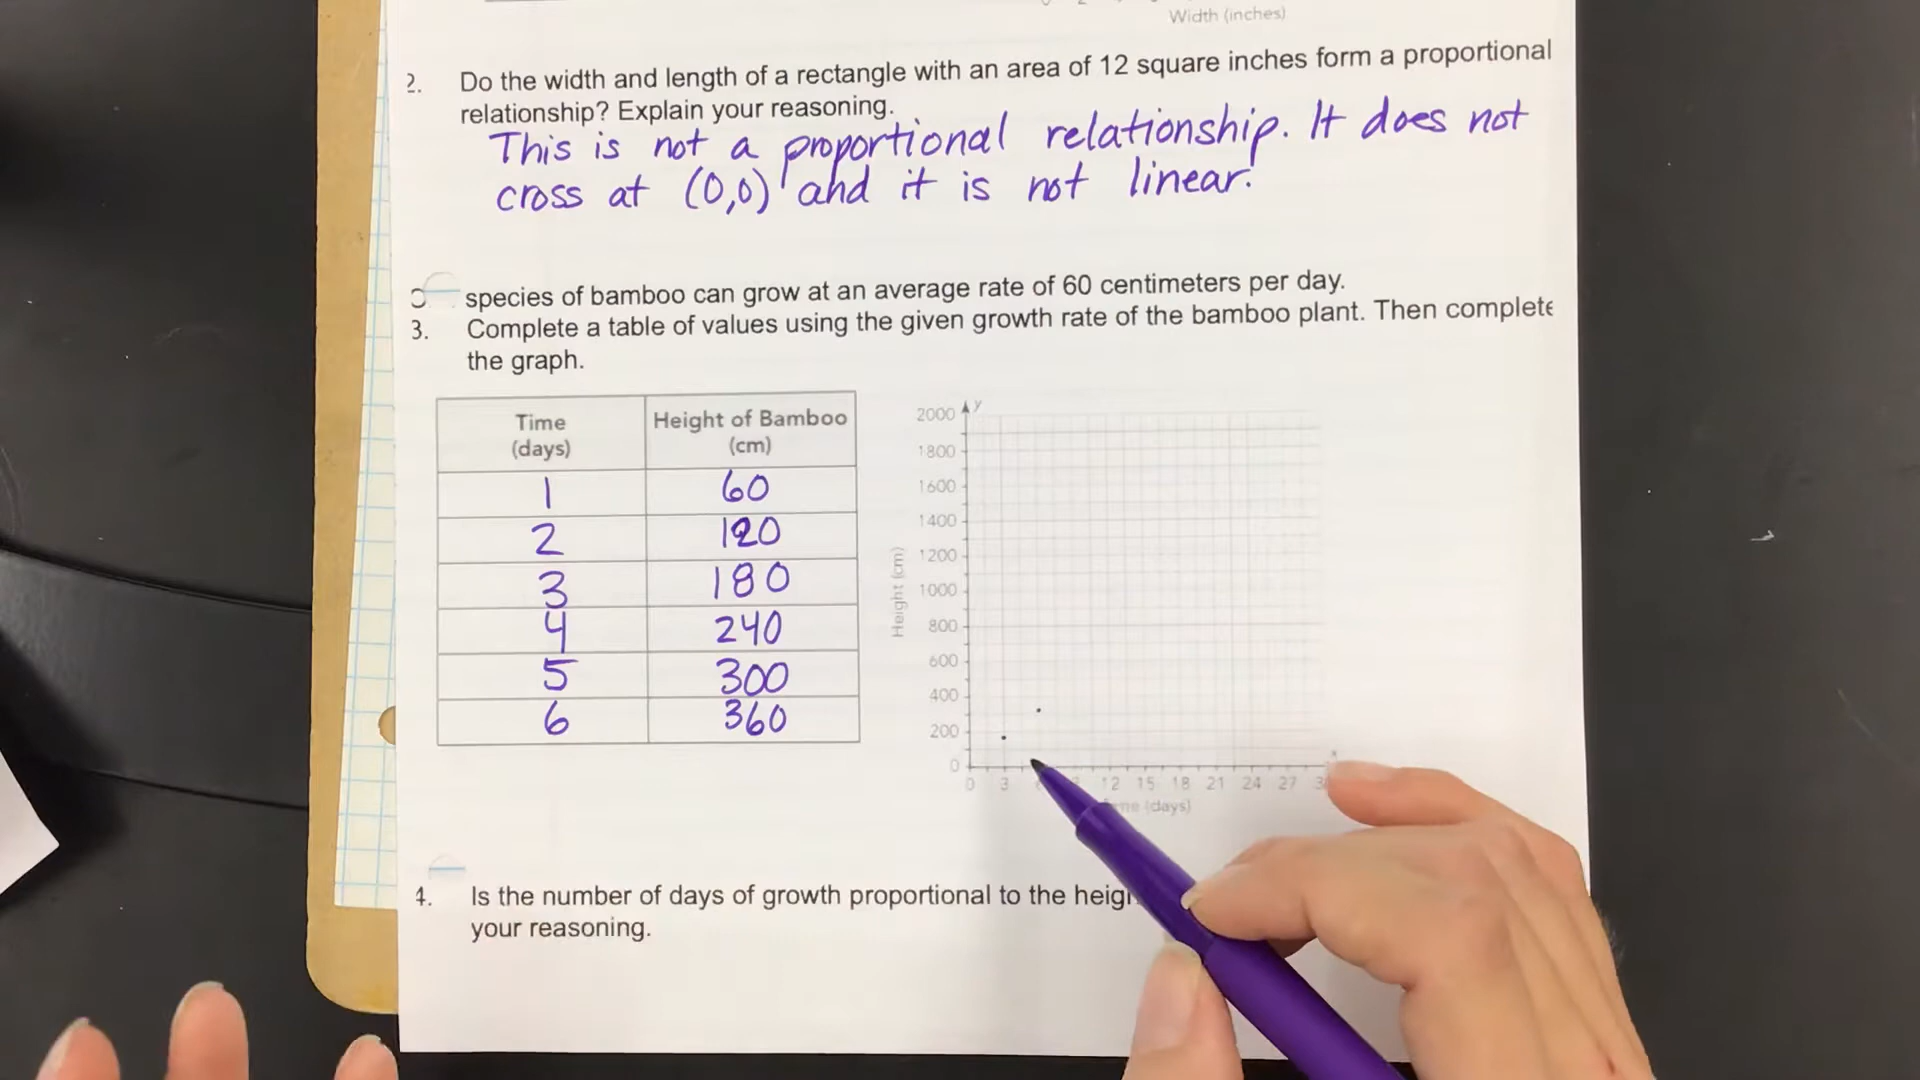 Width (inches)
2. Do the width and length of a rectangle with an area of 12 square inches form a proportional
relationship? Explain your reasoning.
This is not a proportional relationship. It does not
cross at (0,0) and it is not linear.
species of bamboo can grow at an average rate of 60 centimeters per day.
3. Complete a table of values using the given growth rate of the bamboo plant. Then complete
the graph.
Time (days) Height of Bamboo (cm)
1 60
2 120
3 180
4 240
5 300
6 360
y
2000
1800
1600
1400
1200
1000
800
600
400
200
0
Height (cm)
x
0 3 12 15 18 21 24 27
(days)
4. Is the number of days of growth proportional to the
your reasoning.